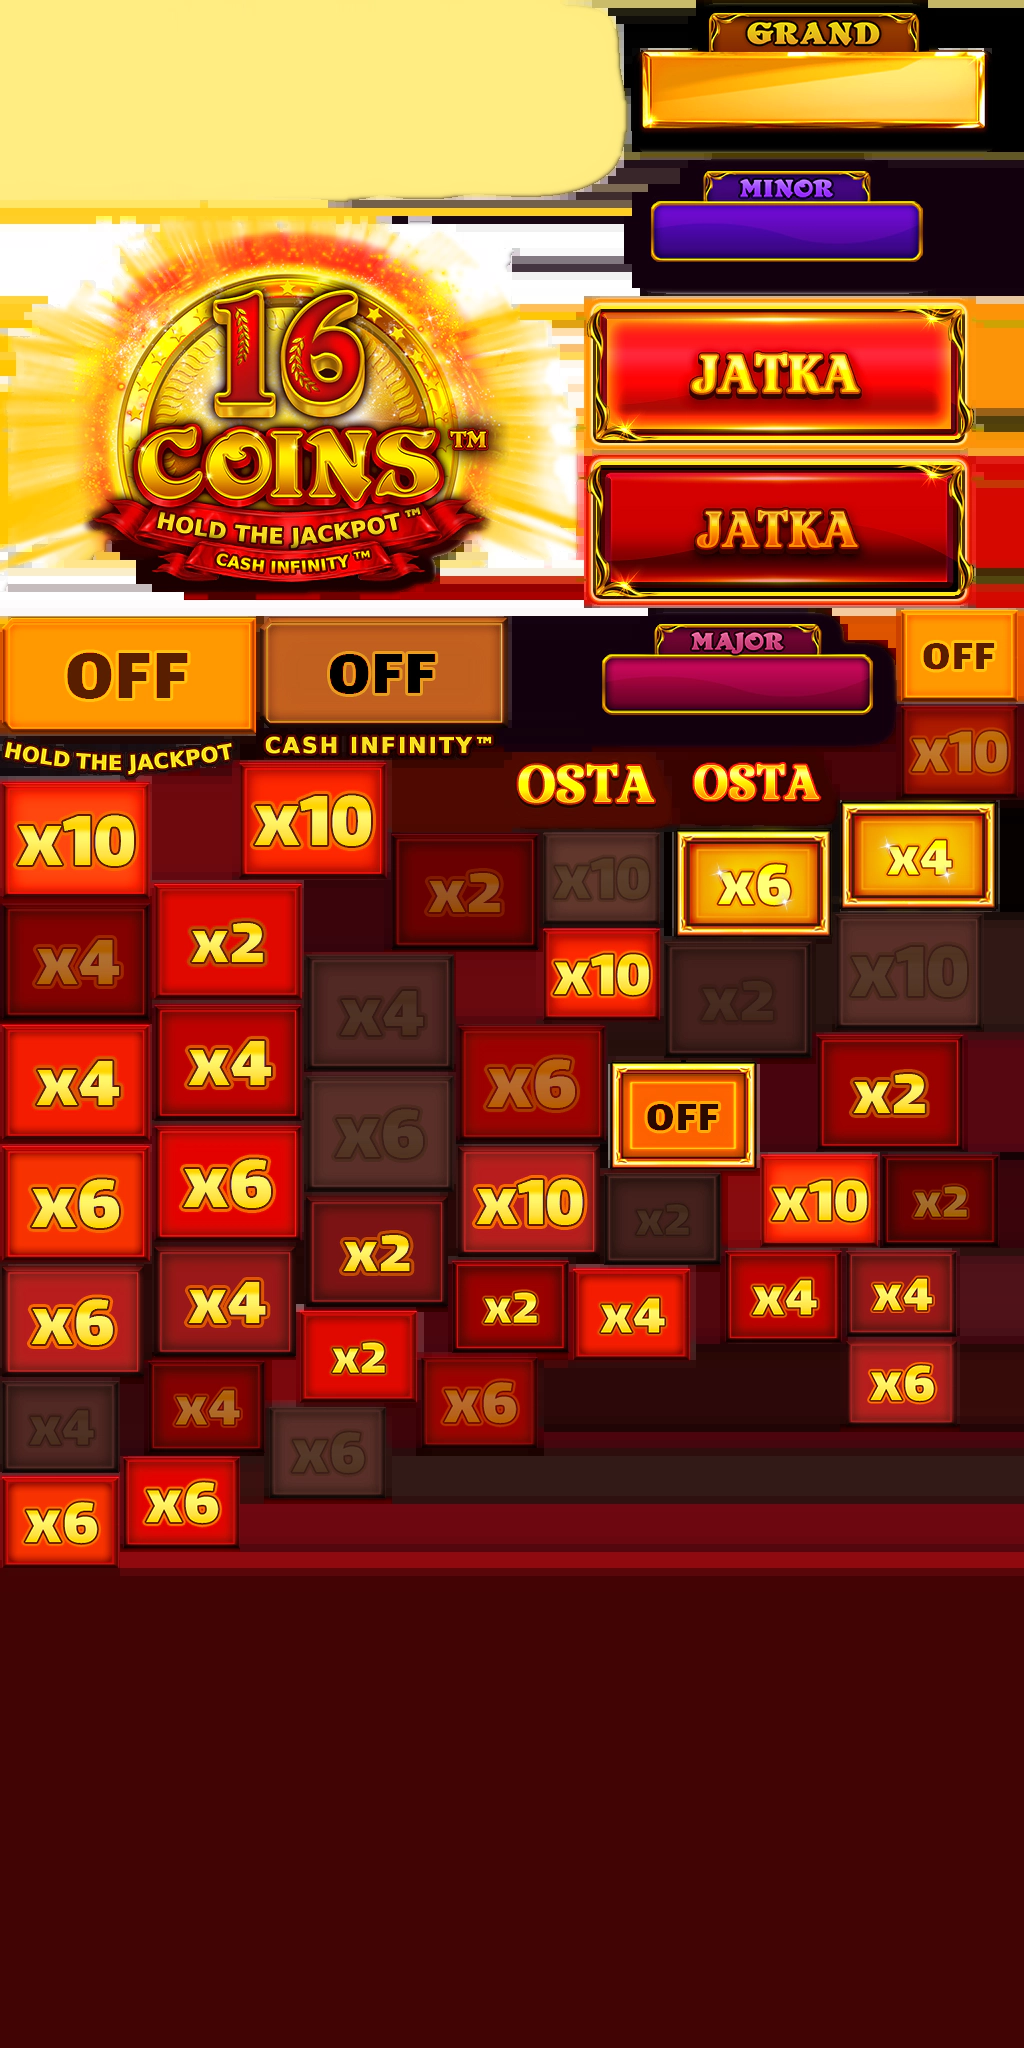 GRAND
MINOR
16
COINS™
HOLD THE JACKPOT™
CASH INFINITY™
JATKA
JATKA
OFF
OFF
MAJOR
OFF
HOLD THE JACKPOT
CASH INFINITY™
x10
OSTA
OSTA
x10
x10
x2
x10
x6
x4
x4
x2
x10
x2
x10
x4
x4
x4
x6
x6
OFF
x2
x6
x6
x10
x2
x10
x2
x2
x6
x4
x2
x4
x4
x4
x2
x6
x4
x4
x6
x6
x6
x6